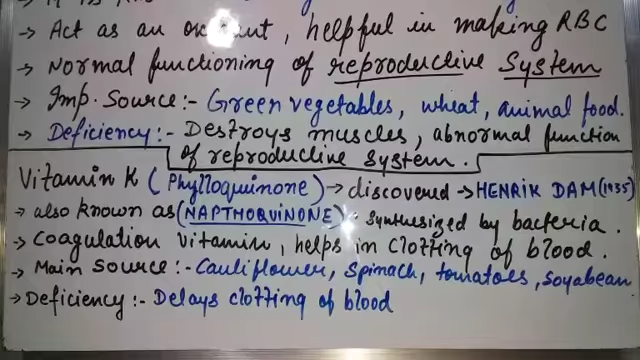 → Act as an oxidant, helpful in making RBC
→ Normal functioning of reproductive System
→ Imp. Source:- Green vegetables, wheat, animal food.
→ Deficiency:- Destroys muscles, abnormal function
of reproductive system.
Vitamin K (Phylloquinone) → discovered → HENRIK DAM (1935)
→ also known as (NAPTHOQUINONE). Synthesized by bacteria.
→ Coagulation vitamin, helps in clotting of blood.
→ Main Source:- Cauliflower, Spinach, tomatoes, Soyabean
→ Deficiency:- Delays clotting of blood